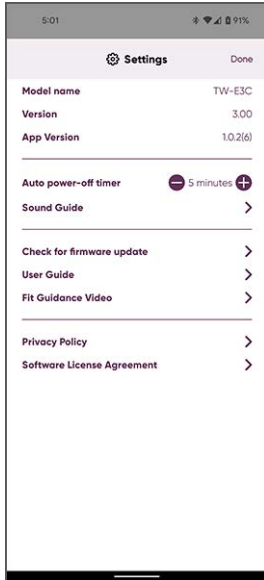 5:01 91%
Settings Done
Model name TW-E3C
Version 3.00
App Version 1.0.2(6)
Auto power-off timer 5 minutes
Sound Guide
Check for firmware update
User Guide
Fit Guidance Video
Privacy Policy
Software License Agreement